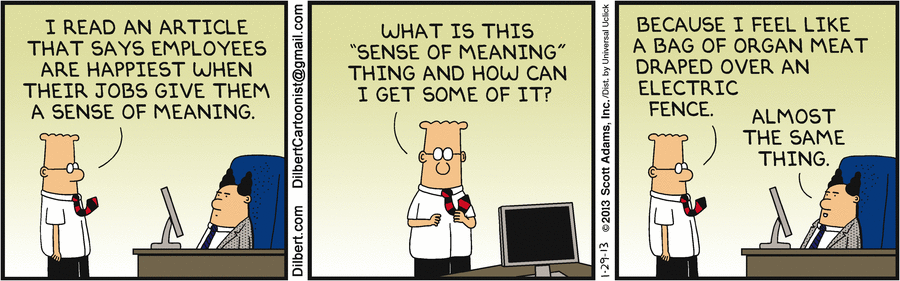 I READ AN ARTICLE
THAT SAYS EMPLOYEES
ARE HAPPIEST WHEN
THEIR JOBS GIVE THEM
A SENSE OF MEANING.
Dilbert.com DilbertCartoonist@gmail.com
WHAT IS THIS
"SENSE OF MEANING"
THING AND HOW CAN
I GET SOME OF IT?
1-29-13 ©2013 Scott Adams, Inc. /Dist. by Universal Uclick
BECAUSE I FEEL LIKE
A BAG OF ORGAN MEAT
DRAPED OVER AN
ELECTRIC
FENCE.
ALMOST
THE SAME
THING.